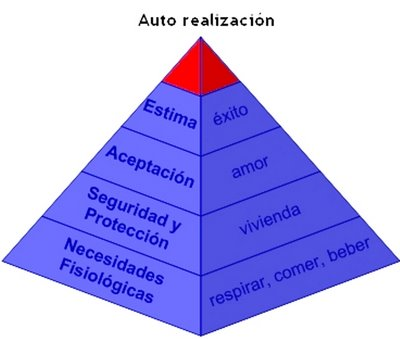 Auto realización
Estima
éxito
Aceptación
amor
Seguridad y
Protección
vivienda
Necesidades
Fisiológicas
respirar, comer, beber